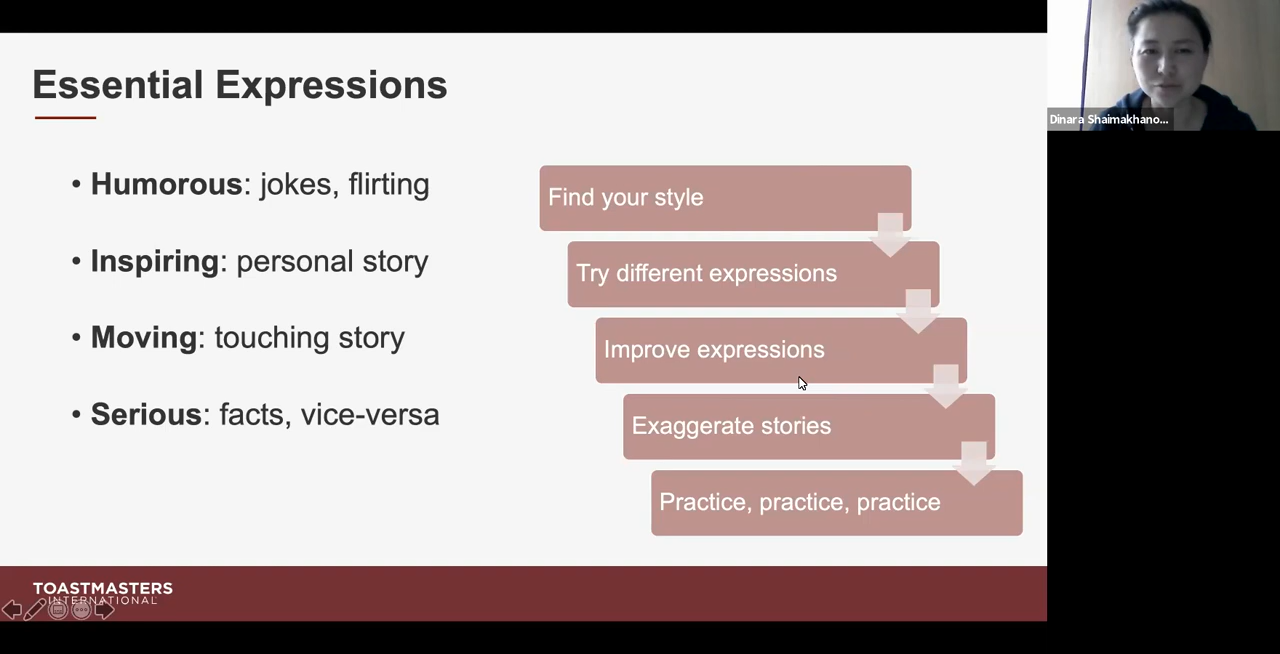 Essential Expressions
• Humorous: jokes, flirting
• Inspiring: personal story
• Moving: touching story
• Serious: facts, vice-versa
Find your style
Try different expressions
Improve expressions
Exaggerate stories
Practice, practice, practice
TOASTMASTERS
INTERNATIONAL
Dinara Shaimakhano...